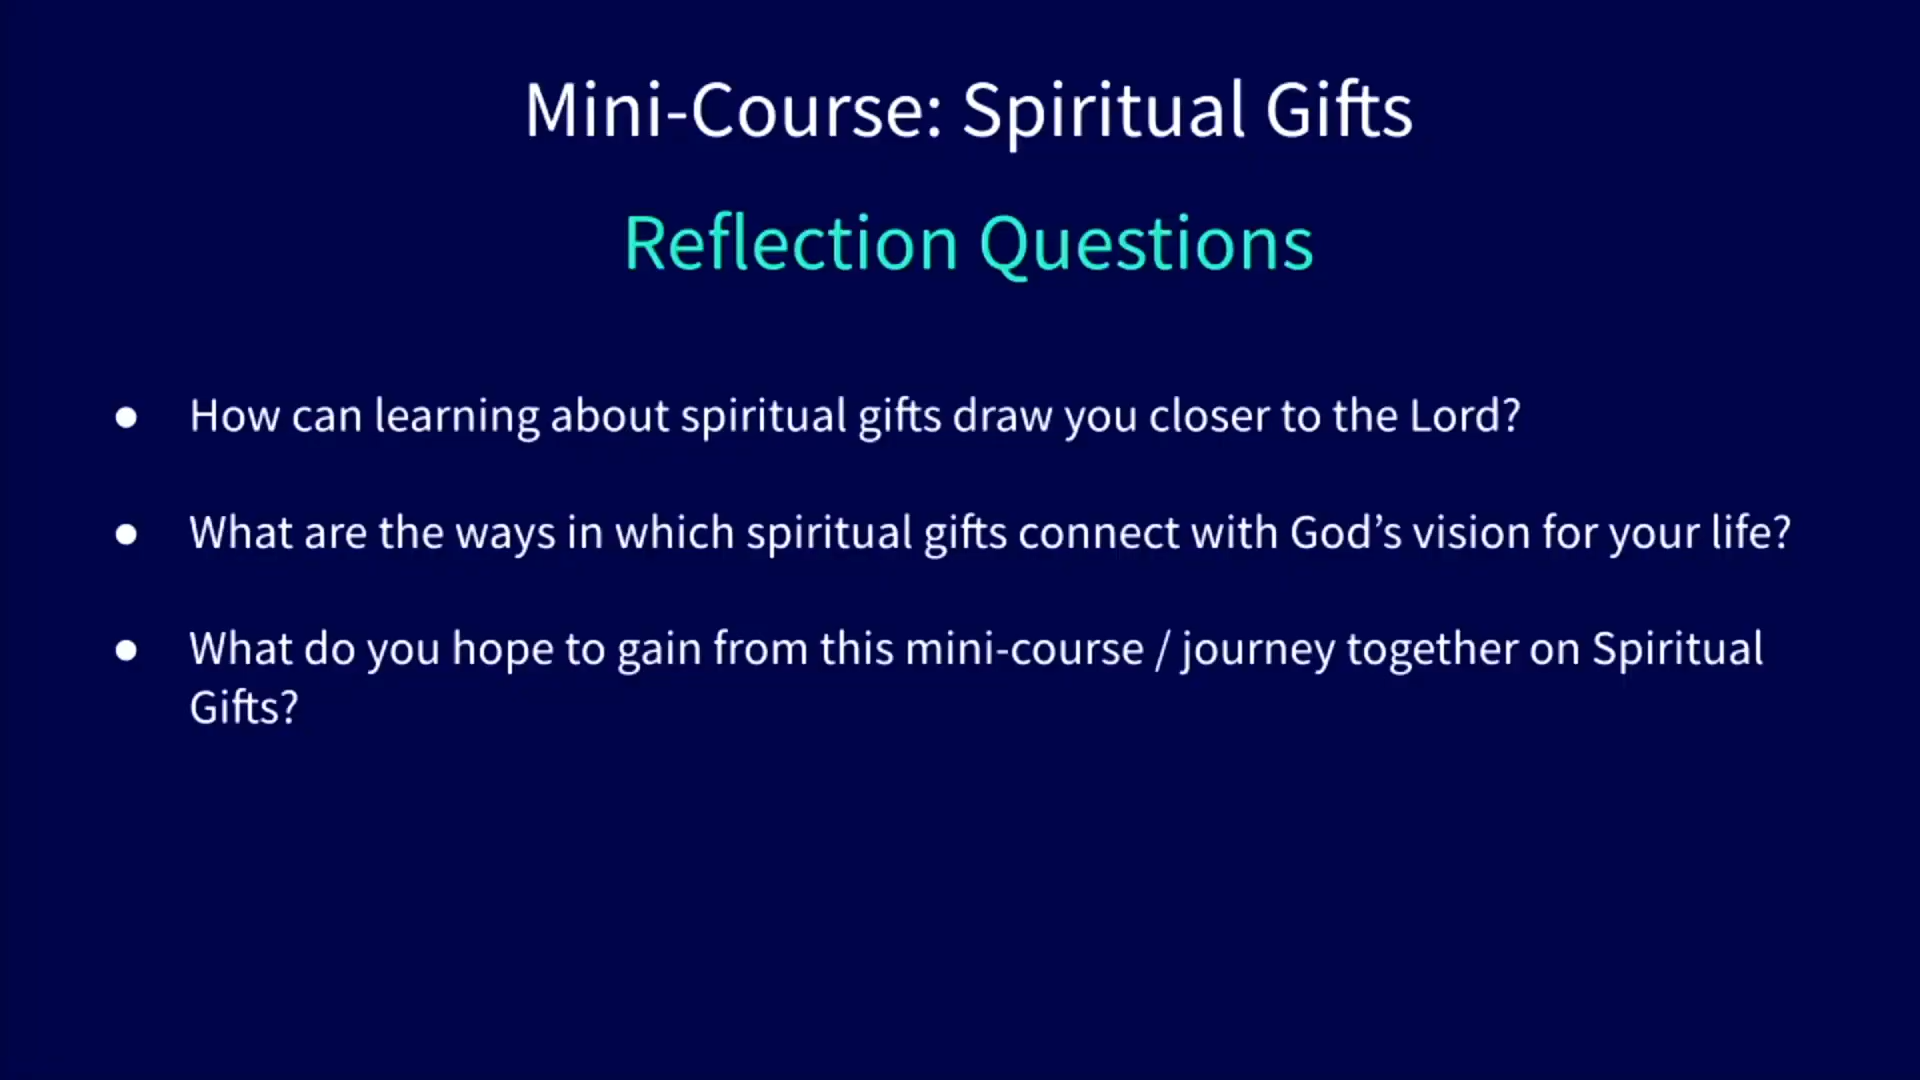 Mini-Course: Spiritual Gifts
Reflection Questions
● How can learning about spiritual gifts draw you closer to the Lord?
● What are the ways in which spiritual gifts connect with God’s vision for your life?
● What do you hope to gain from this mini-course / journey together on Spiritual
Gifts?